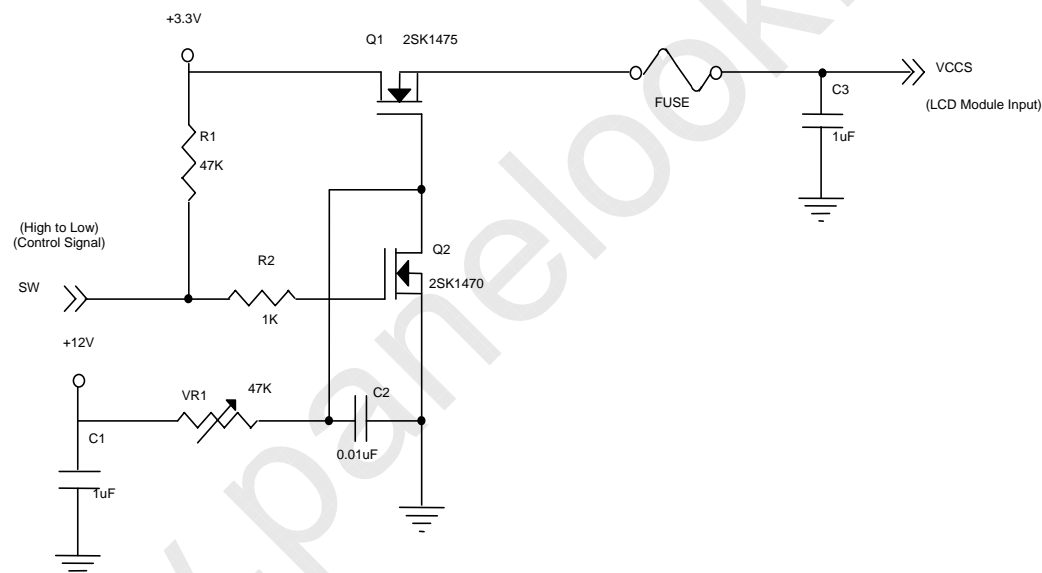 +3.3V
Q1 2SK1475
VCCS
FUSE
C3
(LCD Module Input)
R1
1uF
47K
(High to Low)
(Control Signal)
Q2
R2
2SK1470
SW
1K
+12V
VR1
47K
C2
C1
0.01uF
1uF
panelook.